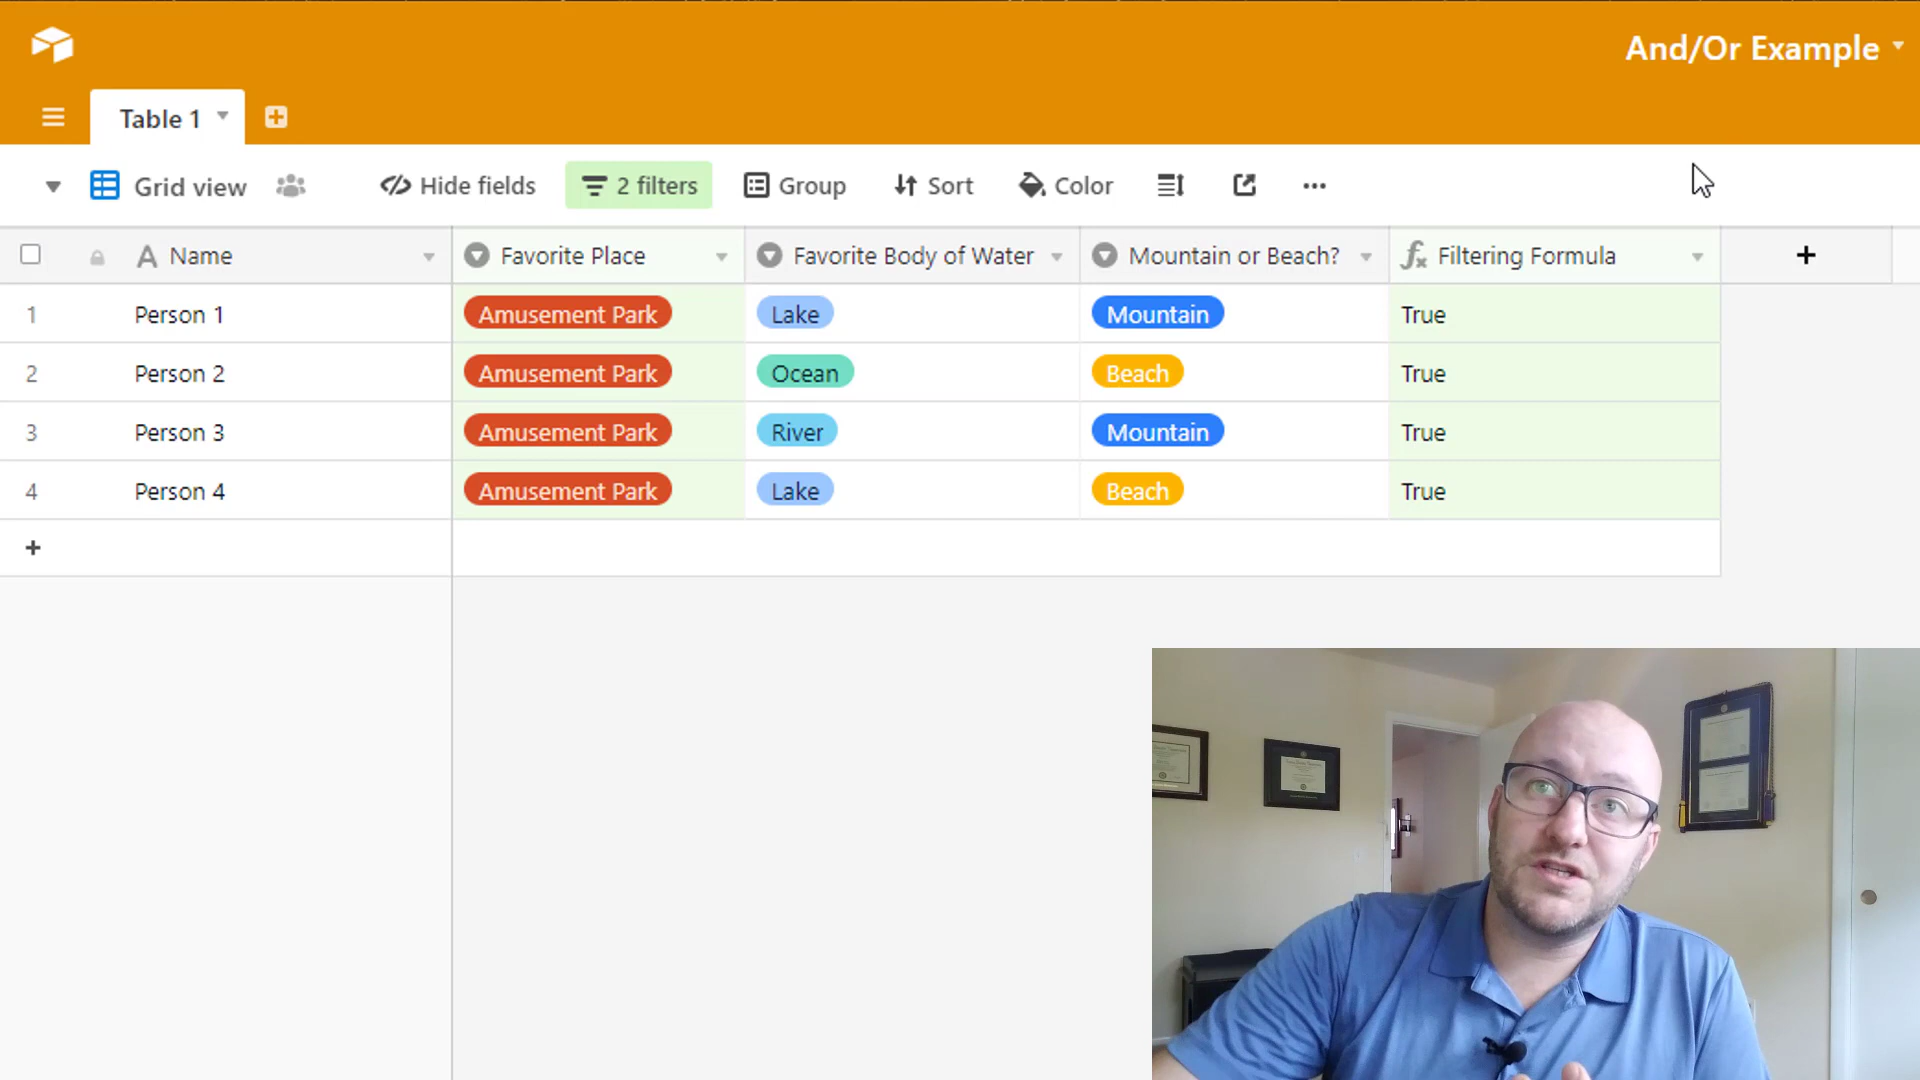 And/Or Example
Table 1
Grid view
Hide fields
2 filters
Group
Sort
Color
Name
Favorite Place
Favorite Body of Water
Mountain or Beach?
Filtering Formula
1 Person 1 Amusement Park Lake Mountain True
2 Person 2 Amusement Park Ocean Beach True
3 Person 3 Amusement Park River Mountain True
4 Person 4 Amusement Park Lake Beach True